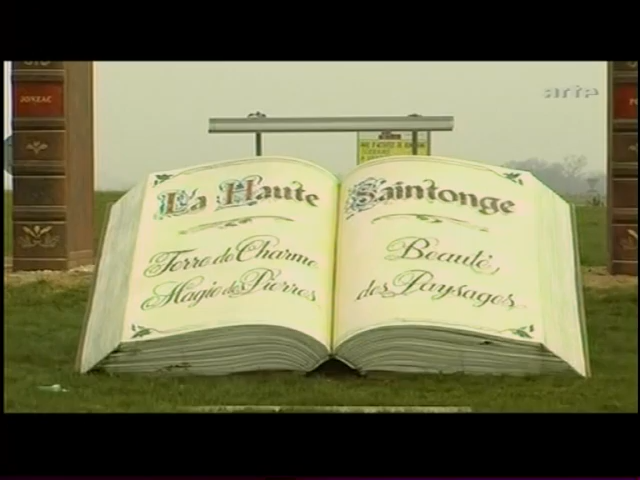 JONZAC
arte
La Haute Saintonge
Terre de Charme
Magie des Pierres
Beauté,
des Paysages